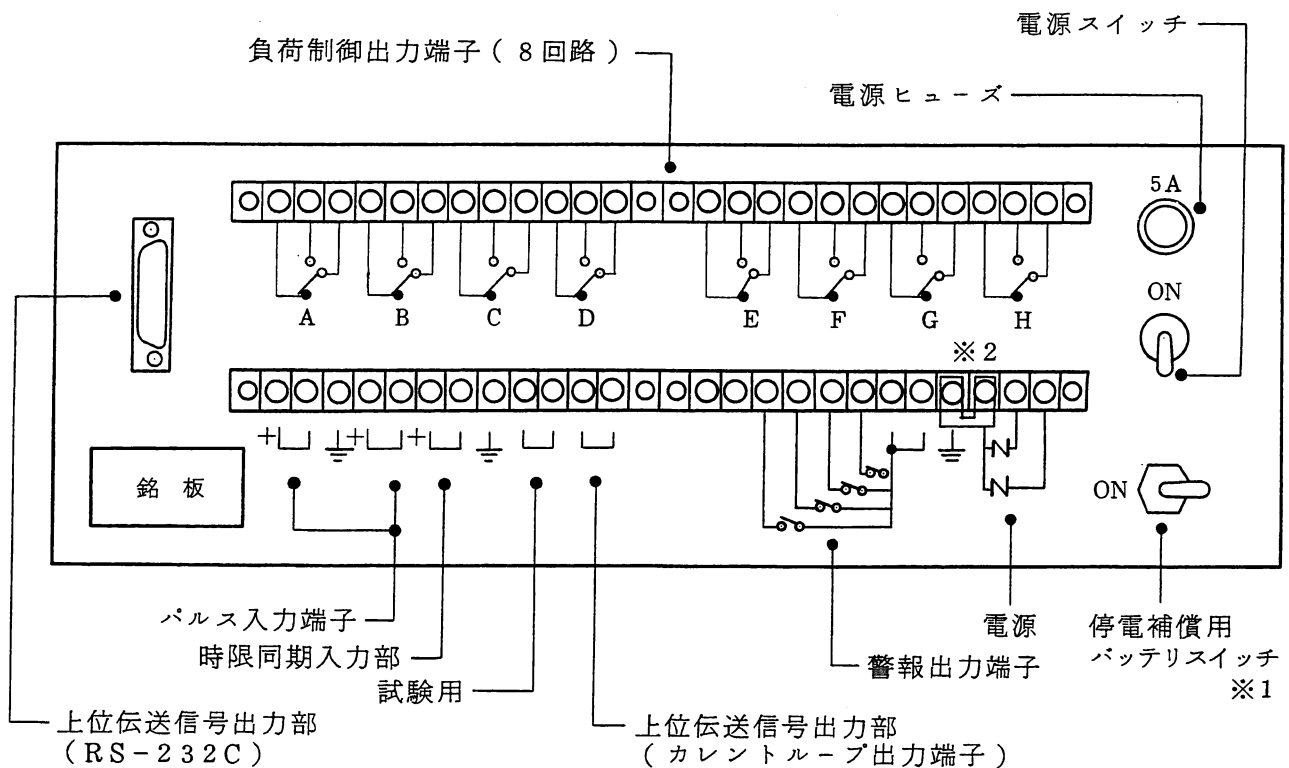 電源スイッチ
負荷制御出力端子(8回路)
電源ヒューズ
5A
ON
A B C D E F G H
※2
+ + +
銘板
ON
パルス入力端子
時限同期入力部
試験用
電源
警報出力端子
停電補償用
バッテリスイッチ
※1
上位伝送信号出力部
(RS-232C)
上位伝送信号出力部
(カレントループ出力端子)